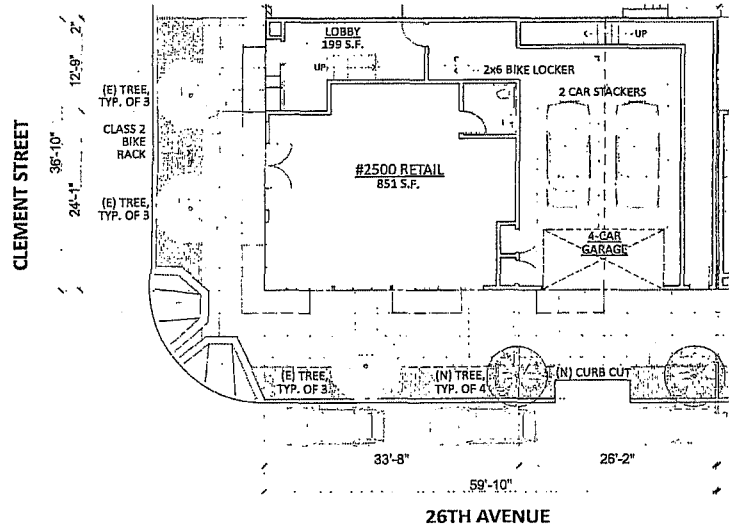 LOBBY
199 S.F.
UP
UP
2x6 BIKE LOCKER
2 CAR STACKERS
(E) TREE,
TYP. OF 3
CLASS 2
BIKE
RACK
(E) TREE,
TYP. OF 3
CLEMENT STREET
36'-10"
2"
12'-9"
24'-1"
#2500 RETAIL
851 S.F.
4-CAR
GARAGE
(E) TREE,
TYP. OF 3
(N) TREE,
TYP. OF 4
(N) CURB CUT
33'-8"
26'-2"
59'-10"
26TH AVENUE